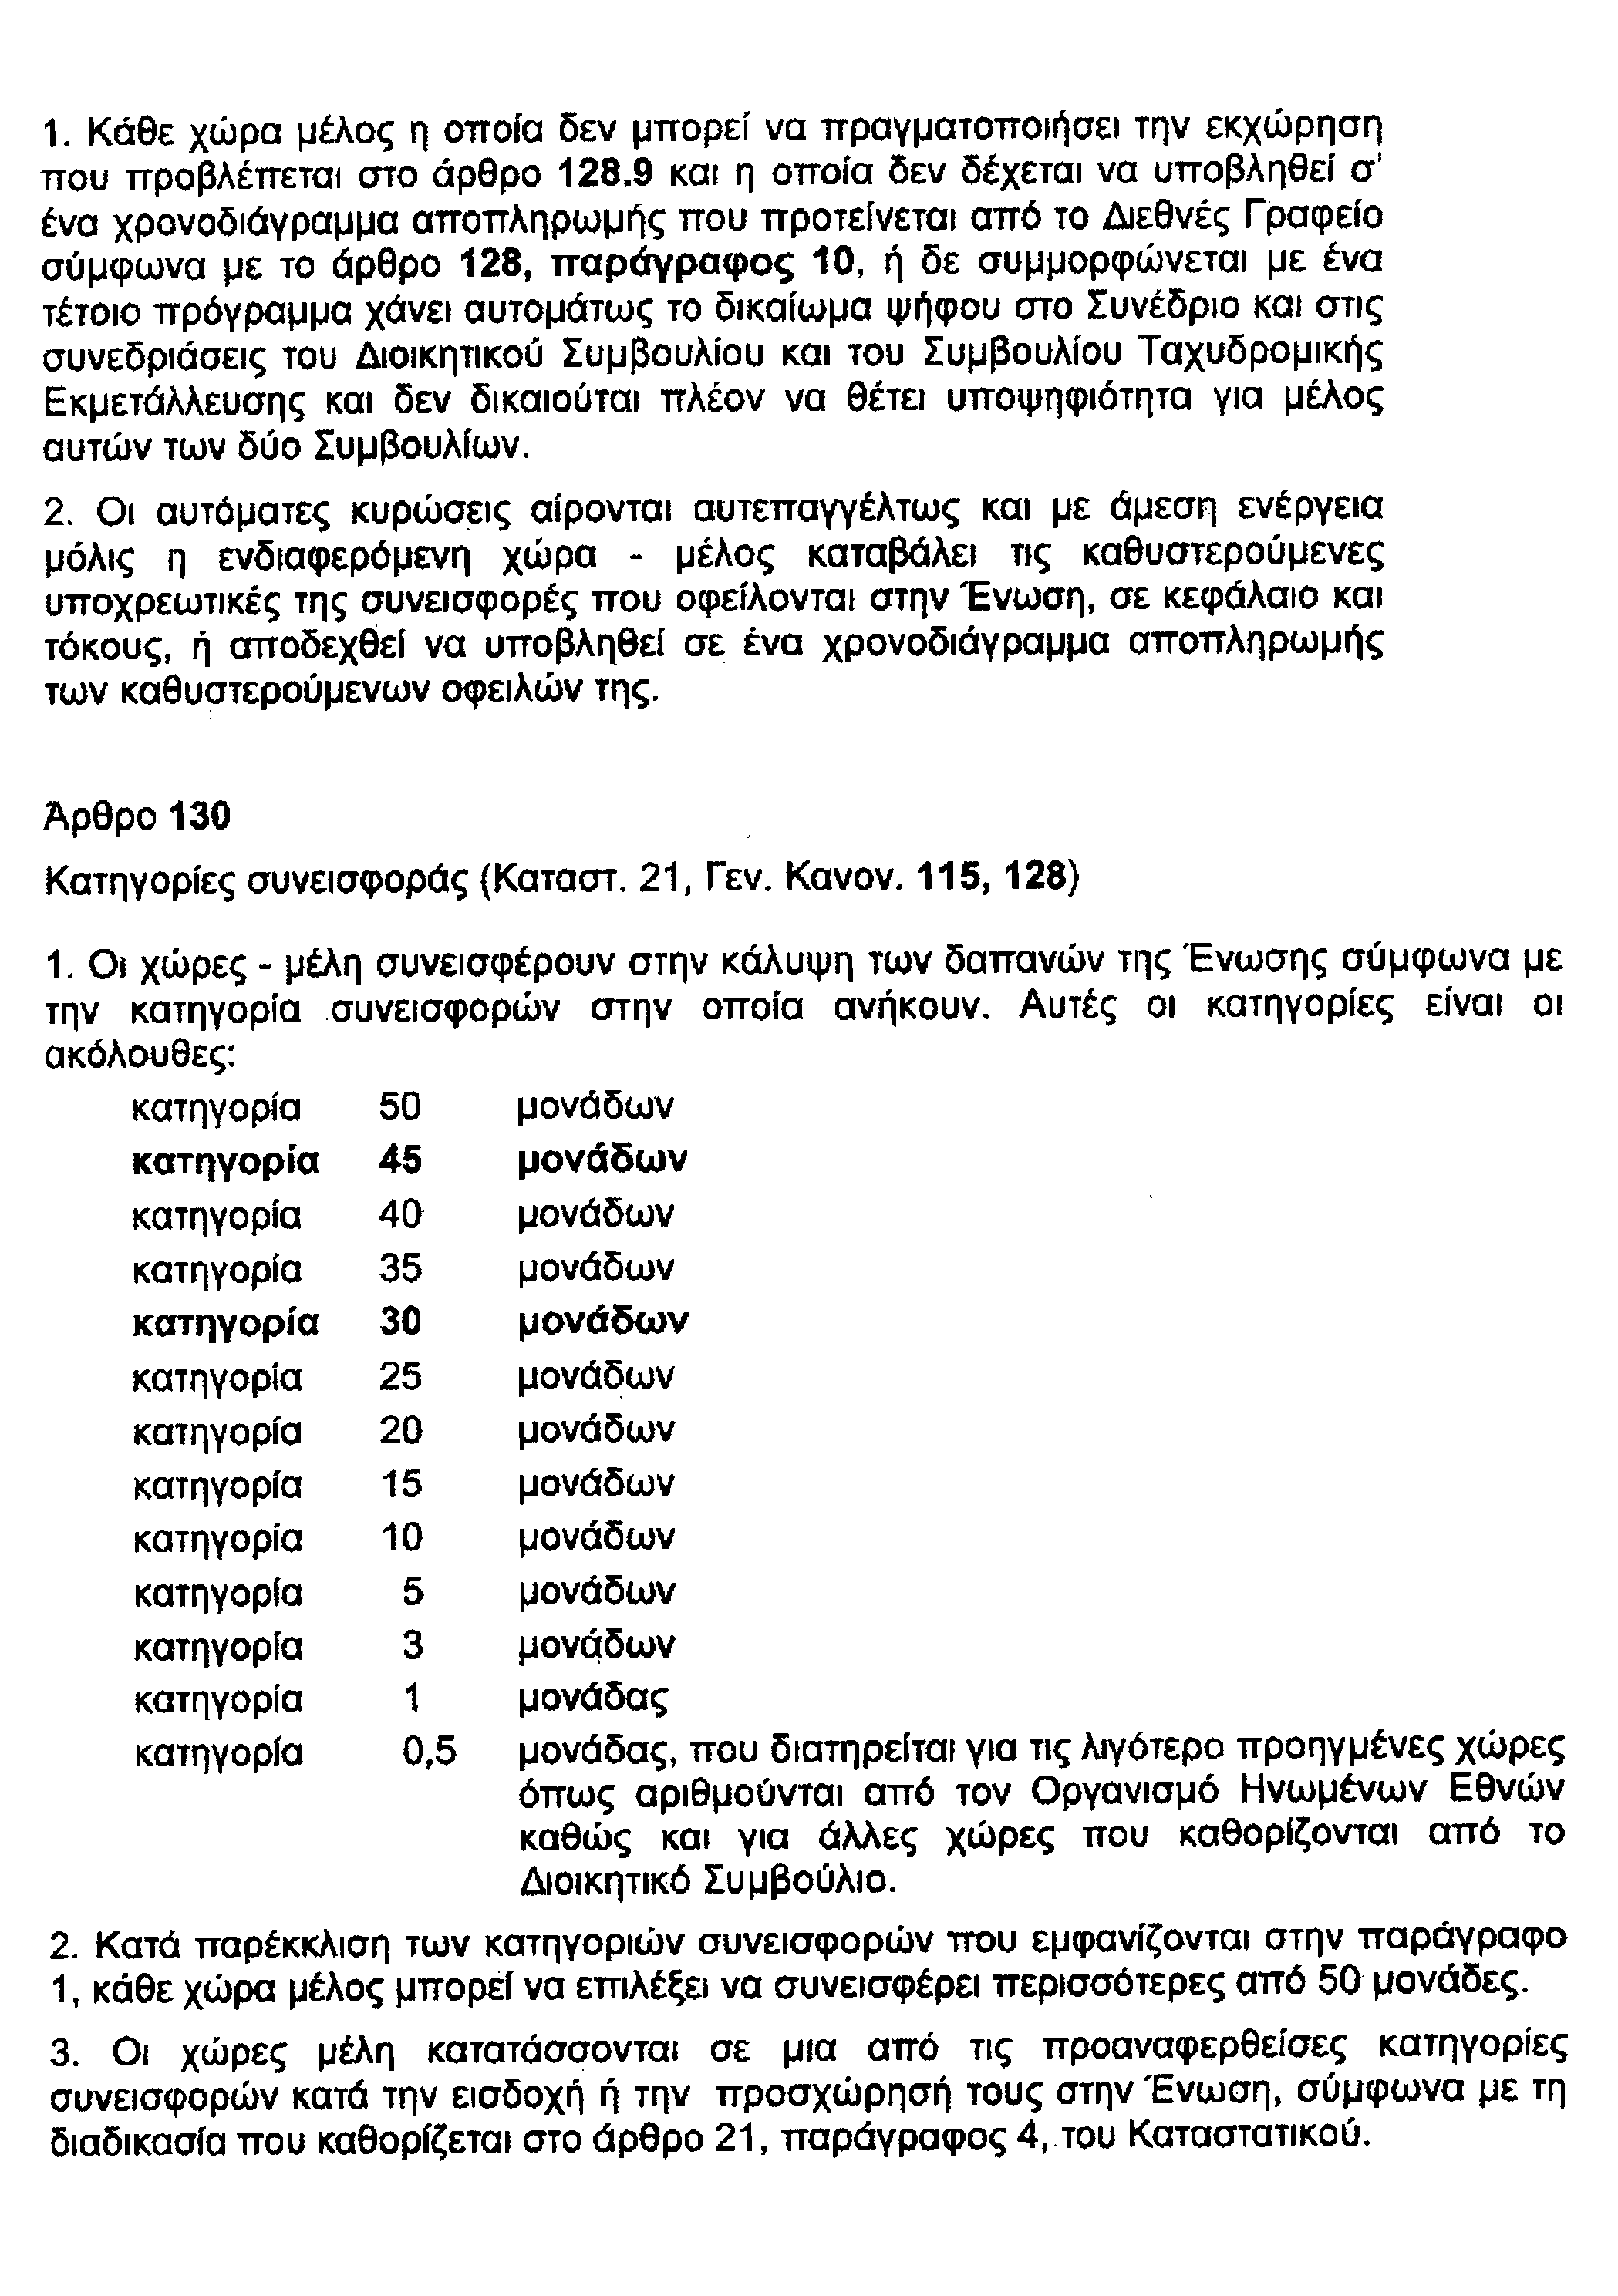 1. Κάθε χώρα μέλος η οποία δεν μπορεί να πραγματοποιήσει την εκχώρηση
που προβλέπεται στο άρθρο 128.9 και η οποία δεν δέχεται να υποβληθεί σ'
ένα χρονοδιάγραμμα αποπληρωμής που προτείνεται από το Διεθνές Γραφείο
σύμφωνα με το άρθρο 128, παράγραφος 10, ή δε συμμορφώνεται με ένα
τέτοιο πρόγραμμα χάνει αυτομάτως το δικαίωμα ψήφου στο Συνέδριο και στις
συνεδριάσεις του Διοικητικού Συμβουλίου και του Συμβουλίου Ταχυδρομικής
Εκμετάλλευσης και δεν δικαιούται πλέον να θέτει υποψηφιότητα για μέλος
αυτών των δύο Συμβουλίων.
2. Οι αυτόματες κυρώσεις αίρονται αυτεπαγγέλτως και με άμεση ενέργεια
μόλις η ενδιαφερόμενη χώρα - μέλος καταβάλει τις καθυστερούμενες
υποχρεωτικές της συνεισφορές που οφείλονται στην Ένωση, σε κεφάλαιο και
τόκους, ή αποδεχθεί να υποβληθεί σε ένα χρονοδιάγραμμα αποπληρωμής
των καθυστερούμενων οφειλών της.
Άρθρο 130
Κατηγορίες συνεισφοράς (Καταστ. 21, Γεν. Κανον. 115, 128)
1. Οι χώρες - μέλη συνεισφέρουν στην κάλυψη των δαπανών της Ένωσης σύμφωνα με
την κατηγορία συνεισφορών στην οποία ανήκουν. Αυτές οι κατηγορίες είναι οι
ακόλουθες:
κατηγορία 50 μονάδων
κατηγορία 45 μονάδων
κατηγορία 40 μονάδων
κατηγορία 35 μονάδων
κατηγορία 30 μονάδων
κατηγορία 25 μονάδων
κατηγορία 20 μονάδων
κατηγορία 15 μονάδων
κατηγορία 10 μονάδων
κατηγορία 5 μονάδων
κατηγορία 3 μονάδων
κατηγορία 1 μονάδας
κατηγορία 0,5 μονάδας, που διατηρείται για τις λιγότερο προηγμένες χώρες
όπως αριθμούνται από τον Οργανισμό Ηνωμένων Εθνών
καθώς και για άλλες χώρες που καθορίζονται από το
Διοικητικό Συμβούλιο.
2. Κατά παρέκκλιση των κατηγοριών συνεισφορών που εμφανίζονται στην παράγραφο
1, κάθε χώρα μέλος μπορεί να επιλέξει να συνεισφέρει περισσότερες από 50 μονάδες.
3. Οι χώρες μέλη κατατάσσονται σε μια από τις προαναφερθείσες κατηγορίες
συνεισφορών κατά την εισδοχή ή την προσχώρησή τους στην Ένωση, σύμφωνα με τη
διαδικασία που καθορίζεται στο άρθρο 21, παράγραφος 4, του Καταστατικού.